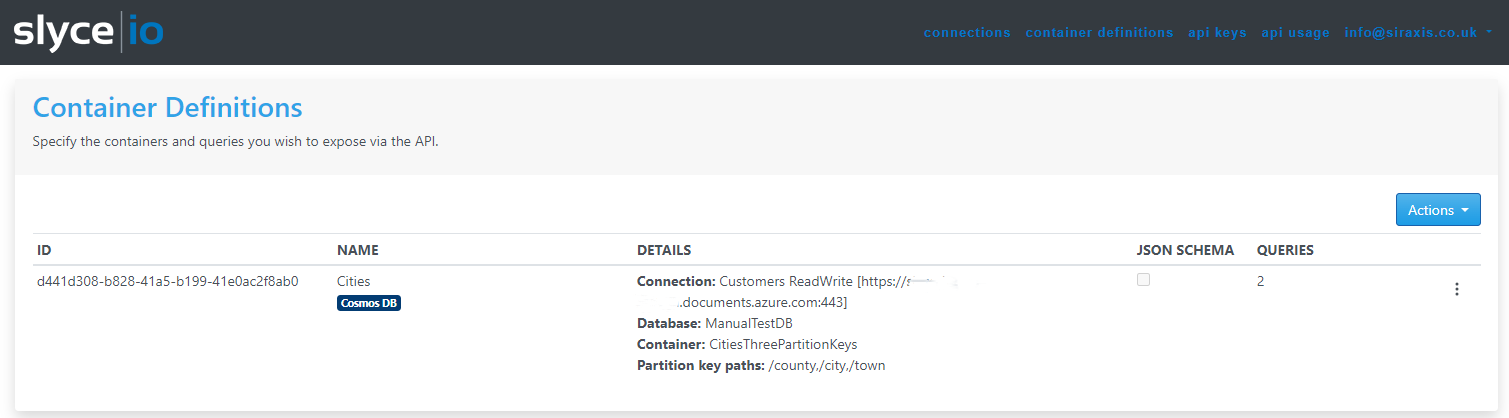 slyce|io
connections container definitions api keys api usage info@siraxis.co.uk
Container Definitions
Specify the containers and queries you wish to expose via the API.
Actions
ID NAME DETAILS JSON SCHEMA QUERIES
d441d308-b828-41a5-b199-41e0ac2f8ab0 Cities Connection: Customers ReadWrite [https:// 2
Cosmos DB .documents.azure.com:443]
Database: ManualTestDB
Container: CitiesThreePartitionKeys
Partition key paths: /county,/city,/town